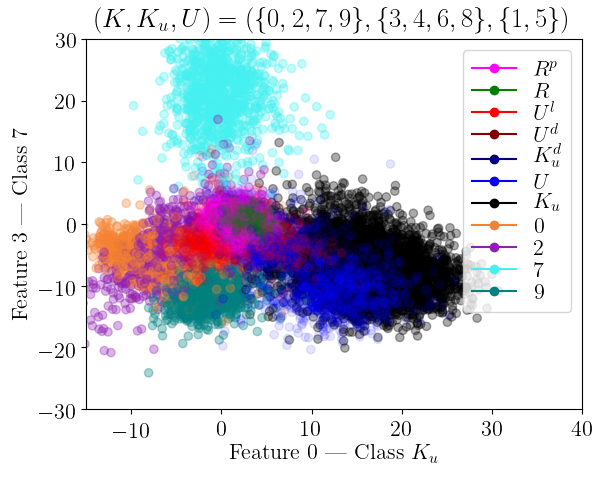 (K, K_u, U) = ({0, 2, 7, 9}, {3, 4, 6, 8}, {1, 5})
30
20
10
0
−10
−20
−30
Feature 3 — Class 7
R^p
R
U^l
U^d
K_u^d
U
K_u
0
2
7
9
−10
0
10
20
30
40
Feature 0 — Class K_u